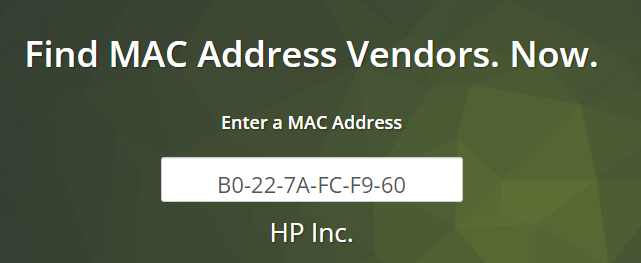 Find MAC Address Vendors. Now.
Enter a MAC Address
B0-22-7A-FC-F9-60
HP Inc.